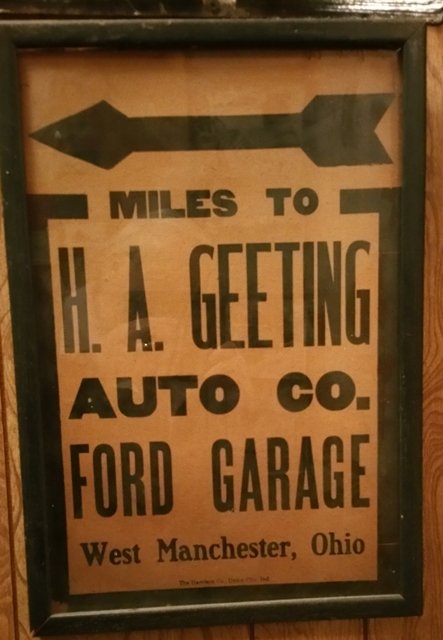 MILES TO
H. A. GEETING
AUTO CO.
FORD GARAGE
West Manchester, Ohio